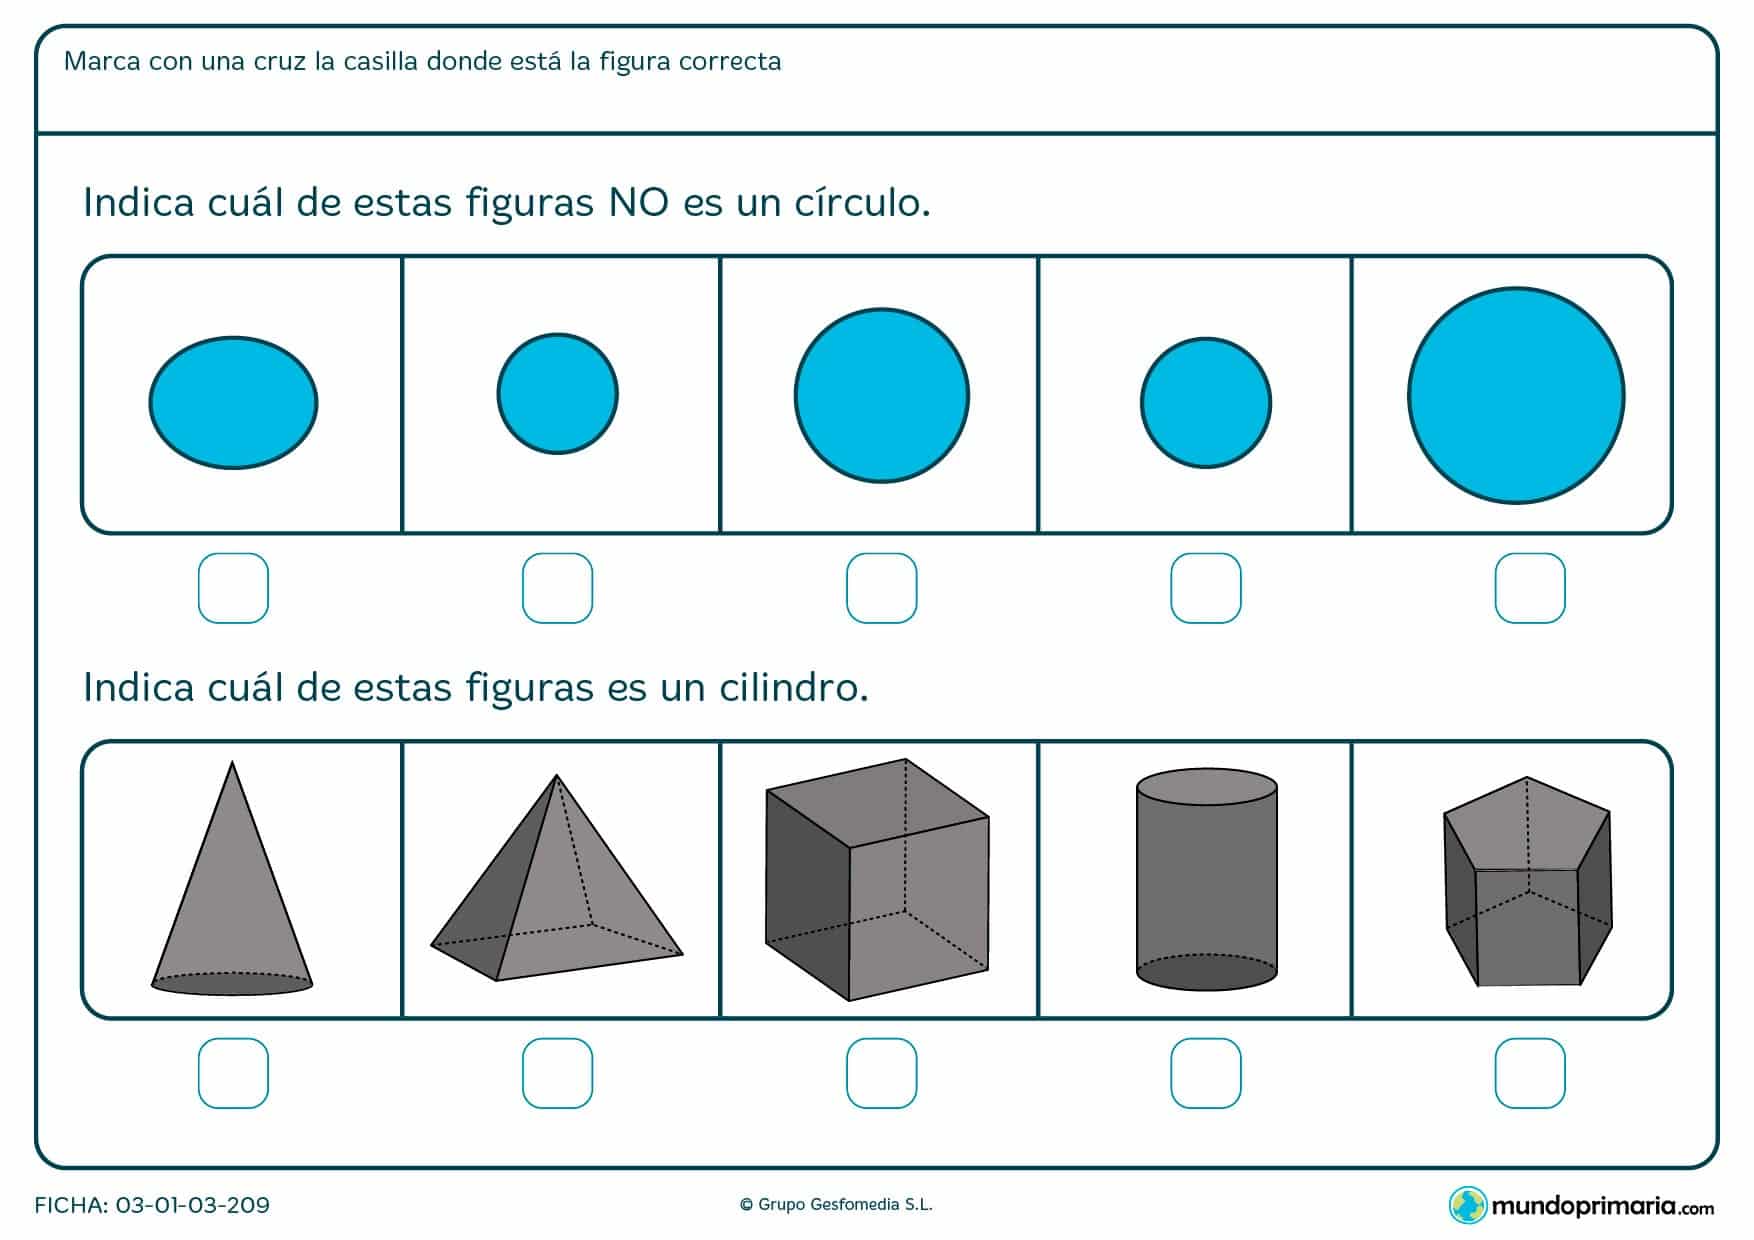 Marca con una cruz la casilla donde está la figura correcta
Indica cuál de estas figuras NO es un círculo.
Indica cuál de estas figuras es un cilindro.
FICHA: 03-01-03-209
© Grupo Gesfomedia S.L.
mundoprimaria.com